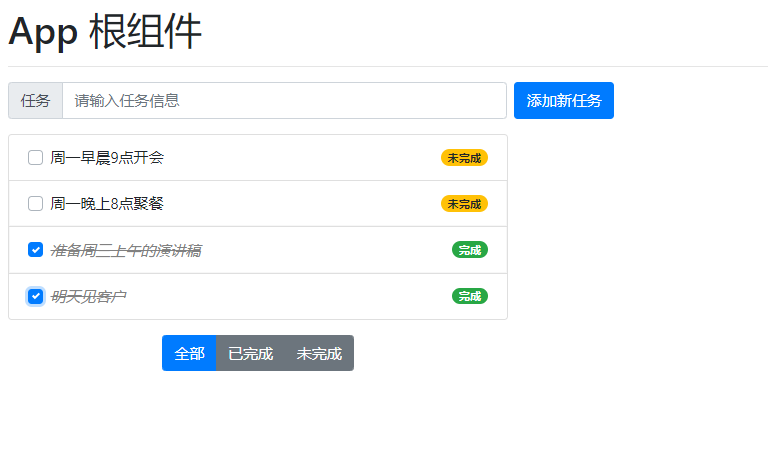 App 根组件
任务 请输入任务信息 添加新任务
周一早晨9点开会 未完成
周一晚上8点聚餐 未完成
准备周三上午的演讲稿 完成
明天见客户 完成
全部 已完成 未完成